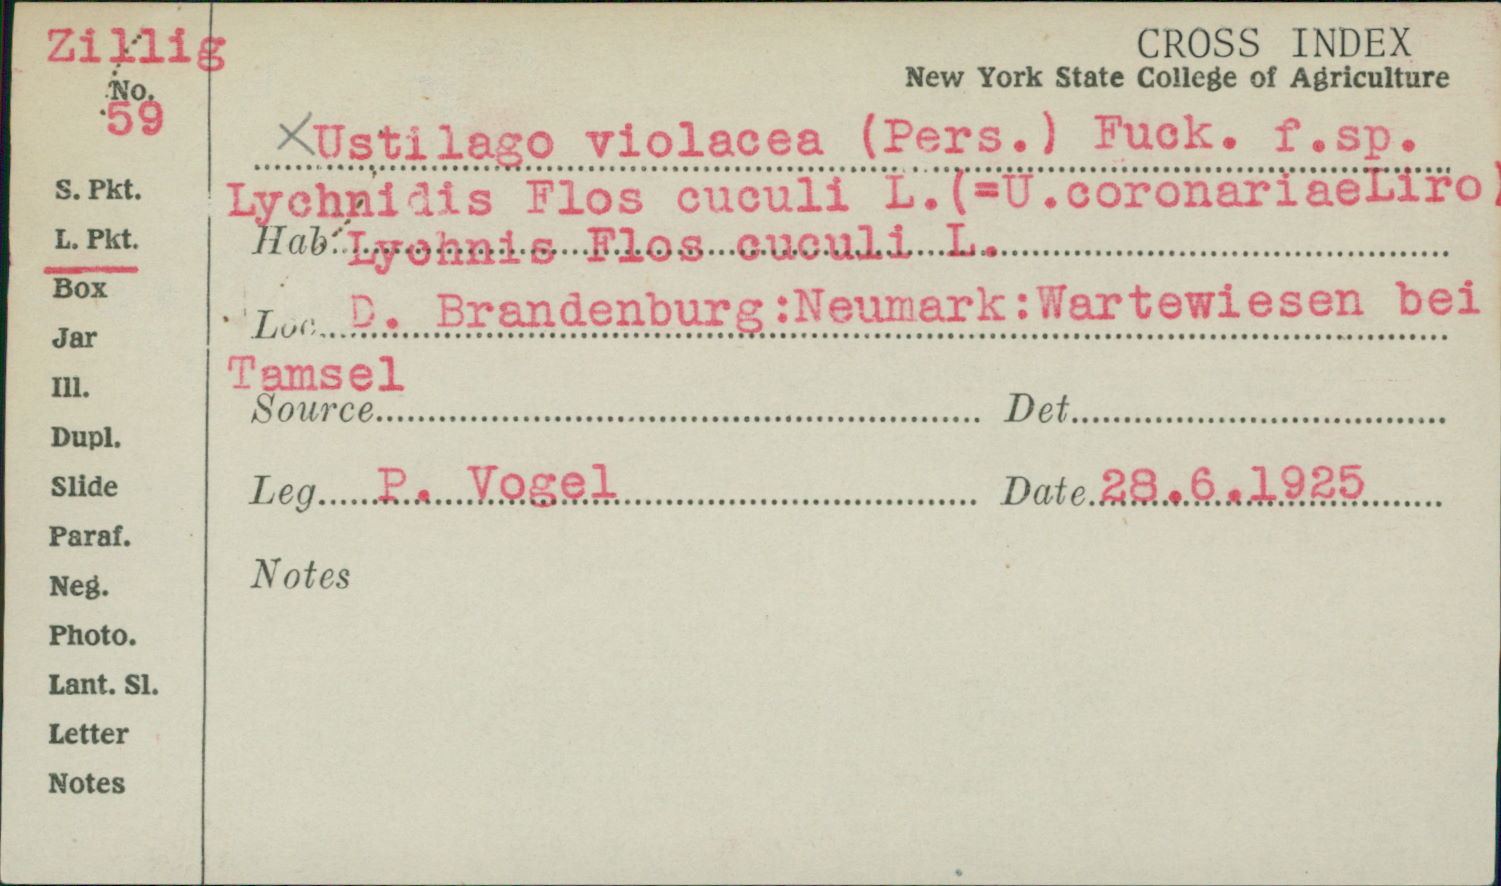 Zillig
CROSS INDEX
New York State College of Agriculture
No.
59
XUstilago violacea (Pers.) Fuck. f.sp.
Lychnidis Flos cuculi L.(=U.coronariaeLiro)
Hab. Lychnis Flos cuculi L.
Loc. D. Brandenburg:Neumark:Wartewiesen bei
Tamsel
Source Det.
Leg. P. Vogel Date 28.6.1925
Notes
S. Pkt.
L. Pkt.
Box
Jar
Ill.
Dupl.
Slide
Paraf.
Neg.
Photo.
Lant. Sl.
Letter
Notes